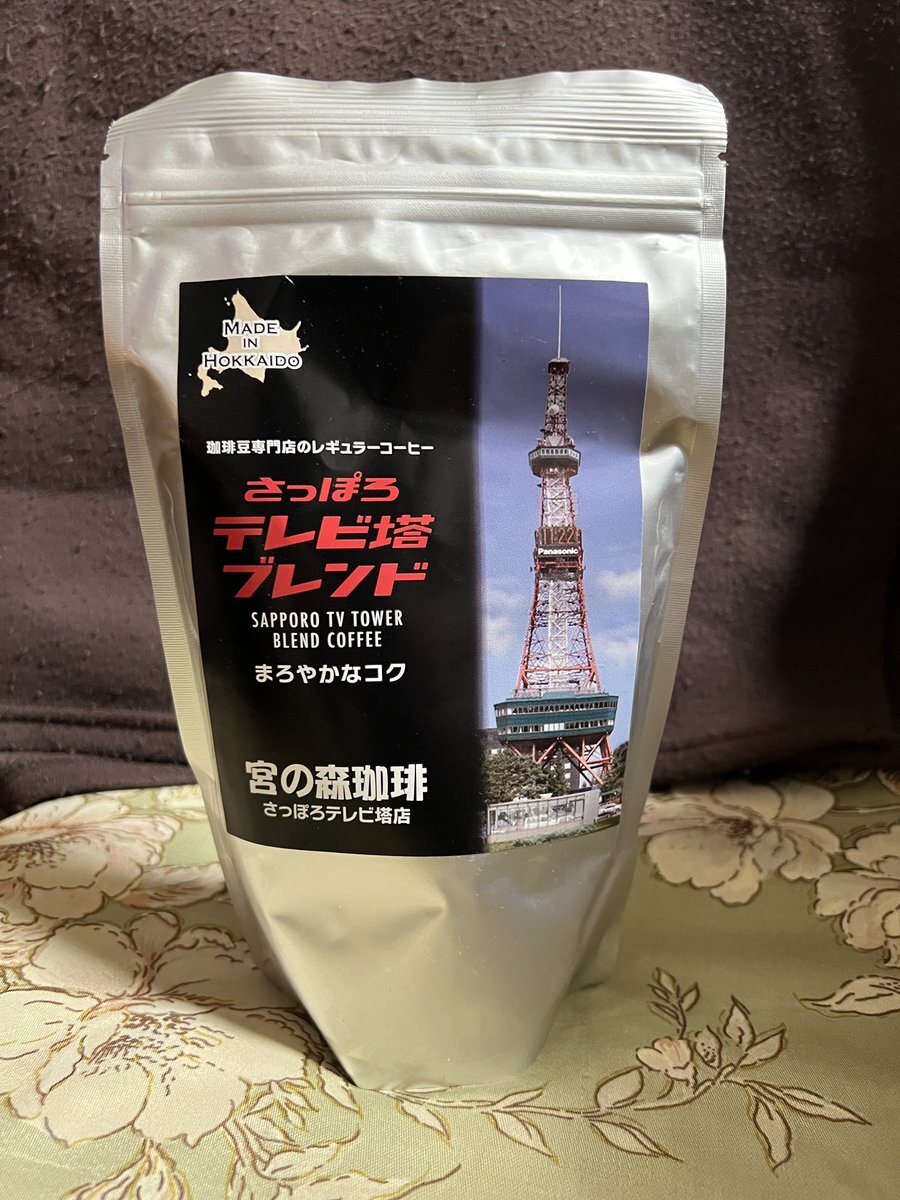 MADE
IN
HOKKAIDO
珈琲豆専門店のレギュラーコーヒー
さっぽろ
テレビ塔
ブレンド
SAPPORO TV TOWER
BLEND COFFEE
まろやかなコク
宮の森珈琲
さっぽろテレビ塔店
11:22
Panasonic